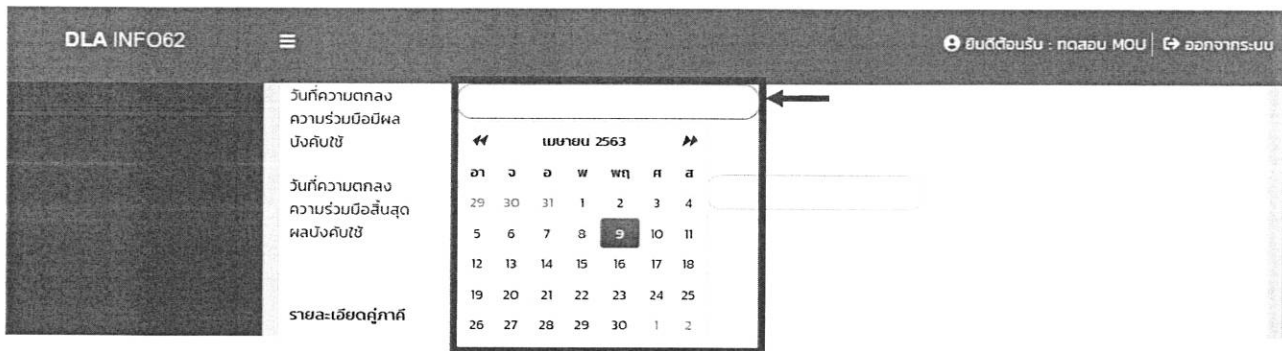 DLA INFO62
ยินดีต้อนรับ : ทดสอบ MOU
ออกจากระบบ
วันที่ความตกลง
ความร่วมมือมีผล
บังคับใช้
เมษายน 2563
อา จ อ พ พฤ ศ ส
29 30 31 1 2 3 4
5 6 7 8 9 10 11
12 13 14 15 16 17 18
19 20 21 22 23 24 25
26 27 28 29 30 1 2
วันที่ความตกลง
ความร่วมมือสิ้นสุด
ผลบังคับใช้
รายละเอียดคู่ภาคี